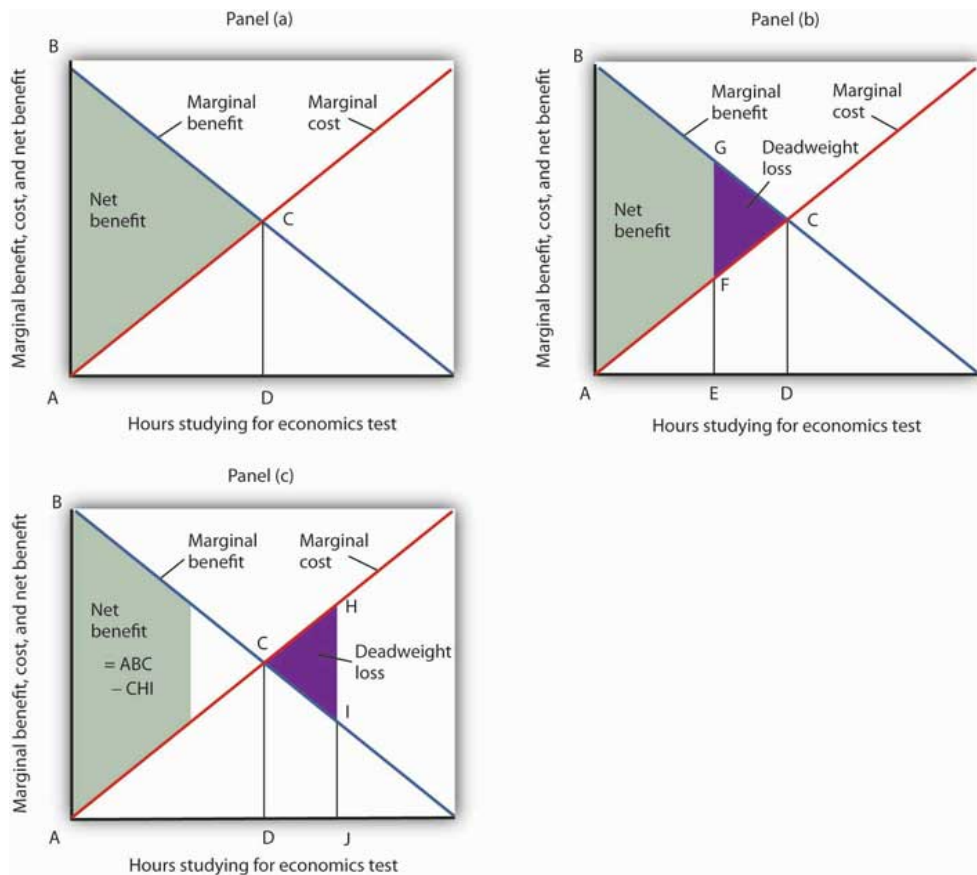 Panel (a)
B
Marginal benefit, cost, and net benefit
Marginal
benefit
Marginal
cost
Net
benefit
C
A
D
Hours studying for economics test
Panel (b)
B
Marginal benefit, cost, and net benefit
Marginal
benefit
Marginal
cost
G
Deadweight
loss
Net
benefit
C
F
A
E
D
Hours studying for economics test
Panel (c)
B
Marginal benefit, cost, and net benefit
Marginal
benefit
Marginal
cost
Net
benefit
= ABC
– CHI
H
C
Deadweight
loss
I
A
D
J
Hours studying for economics test